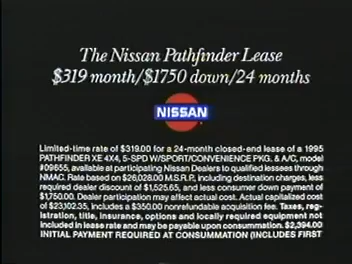 The Nissan Pathfinder Lease
$319 month/$1750 down/24 months
NISSAN
Limited-time rate of $319.00 for a 24-month closed-end lease of a 1995
PATHFINDER XE 4X4, 5-SPD W/SPORT/CONVENIENCE PKG. & A/C, model
#09655, available at participating Nissan Dealers to qualified lessees through
NMAC. Rate based on $26,028.00 M.S.R.P., including destination charges, less
required dealer discount of $1,525.65, and less consumer down payment of
$1,750.00. Dealer participation may affect actual cost. Actual capitalized cost
of $23,102.35, includes a $350.00 nonrefundable acquisition fee. Taxes, reg-
istration, title, insurance, options and locally required equipment not
included in lease rate and may be payable upon consummation. $2,394.00
INITIAL PAYMENT REQUIRED AT CONSUMMATION (INCLUDES FIRST